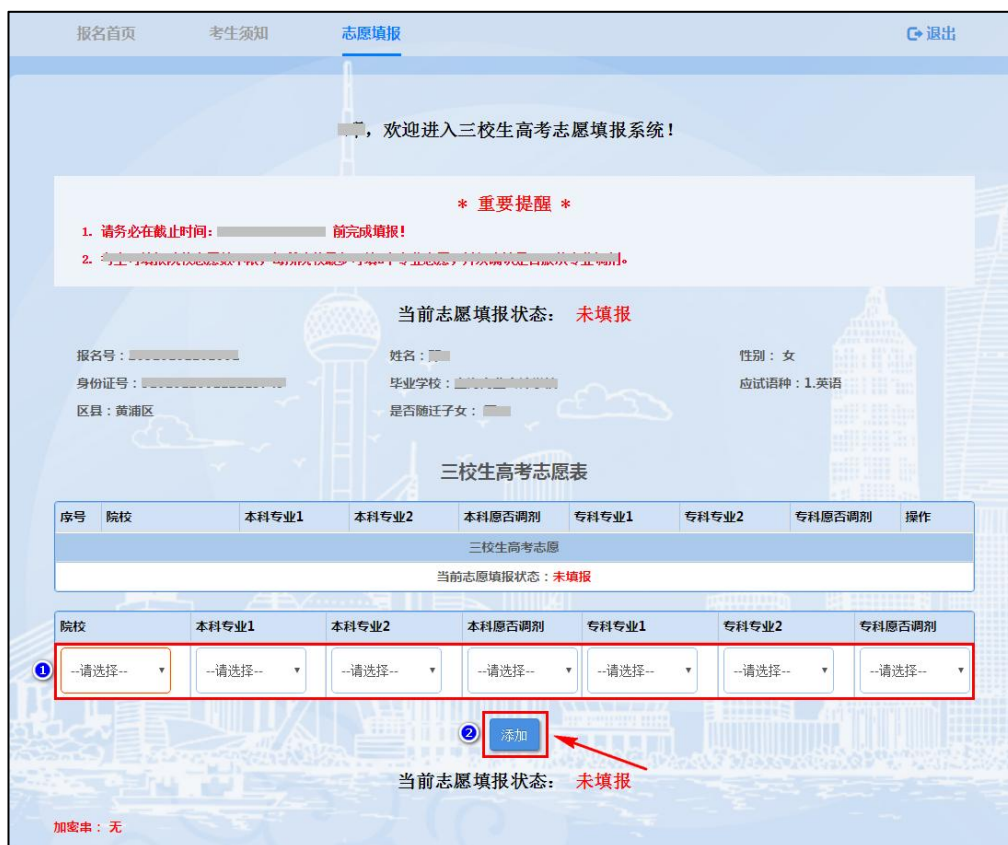 报名首页 考生须知 志愿填报 退出
，欢迎进入三校生高考志愿填报系统！
* 重要提醒 *
1. 请务必在截止时间： 前完成填报！
2.
当前志愿填报状态： 未填报
报名号： 姓名： 性别：女
身份证号： 毕业学校： 应试语种：1.英语
区县：黄浦区 是否随迁子女：
三校生高考志愿表
序号 院校 本科专业1 本科专业2 本科愿否调剂 专科专业1 专科专业2 专科愿否调剂 操作
三校生高考志愿
当前志愿填报状态：未填报
院校 本科专业1 本科专业2 本科愿否调剂 专科专业1 专科专业2 专科愿否调剂
1 --请选择-- --请选择-- --请选择-- --请选择-- --请选择-- --请选择-- --请选择--
2 添加
当前志愿填报状态： 未填报
加密串： 无